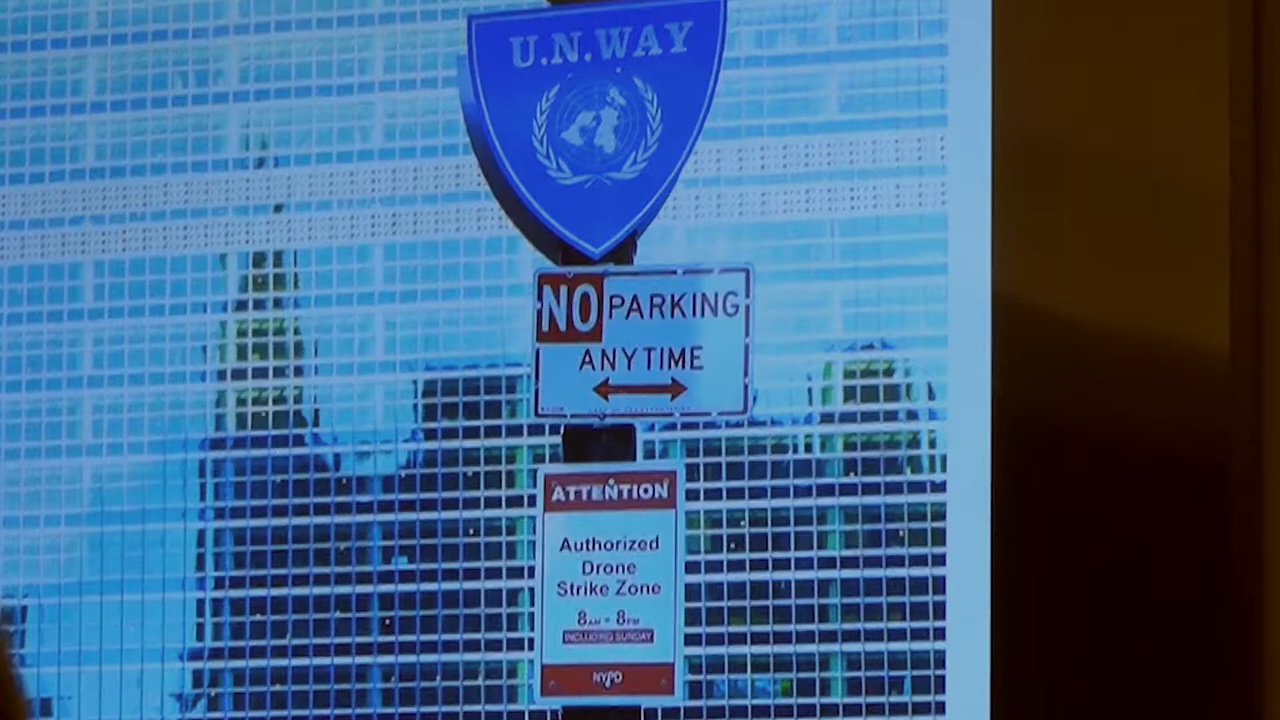 U.N.WAY
NO PARKING
ANYTIME
ATTENTION
Authorized
Drone
Strike Zone
8AM - 8PM
INCLUDING SUNDAY
NYPD